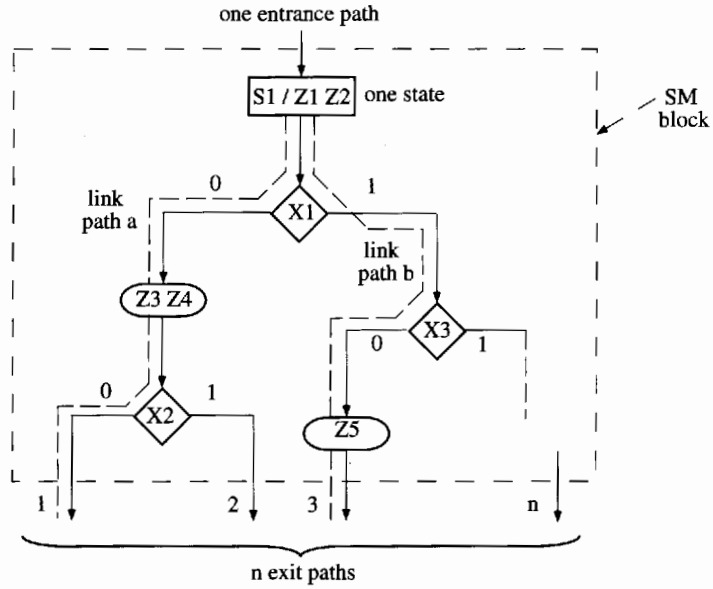 one entrance path
S1 / Z1 Z2
one state
SM
block
0
1
link
path a
X1
link
path b
Z3 Z4
X3
0
1
0
1
X2
Z5
1
2
3
n
n exit paths